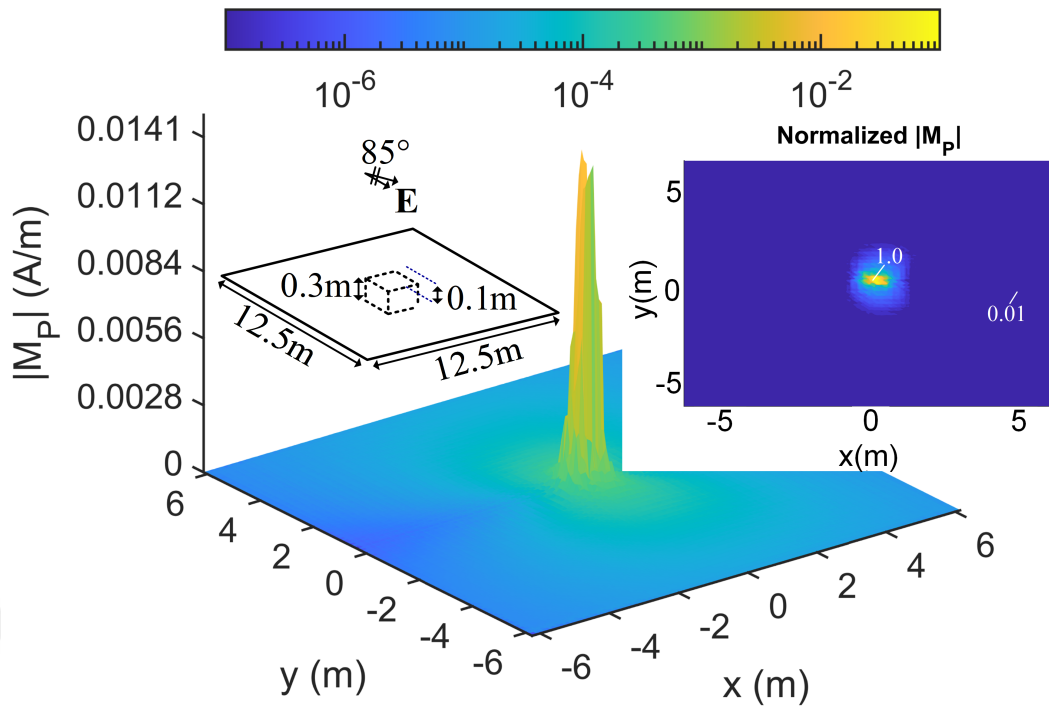 10^-6
10^-4
10^-2
|M_P| (A/m)
0.0141
0.0112
0.0084
0.0056
0.0028
0
85°
E
0.3m
0.1m
12.5m
12.5m
Normalized |M_P|
y(m)
5
0
-5
1.0
0.01
-5
0
5
x(m)
6
4
2
0
-2
-4
-6
y (m)
-6
-4
-2
0
2
4
6
x (m)